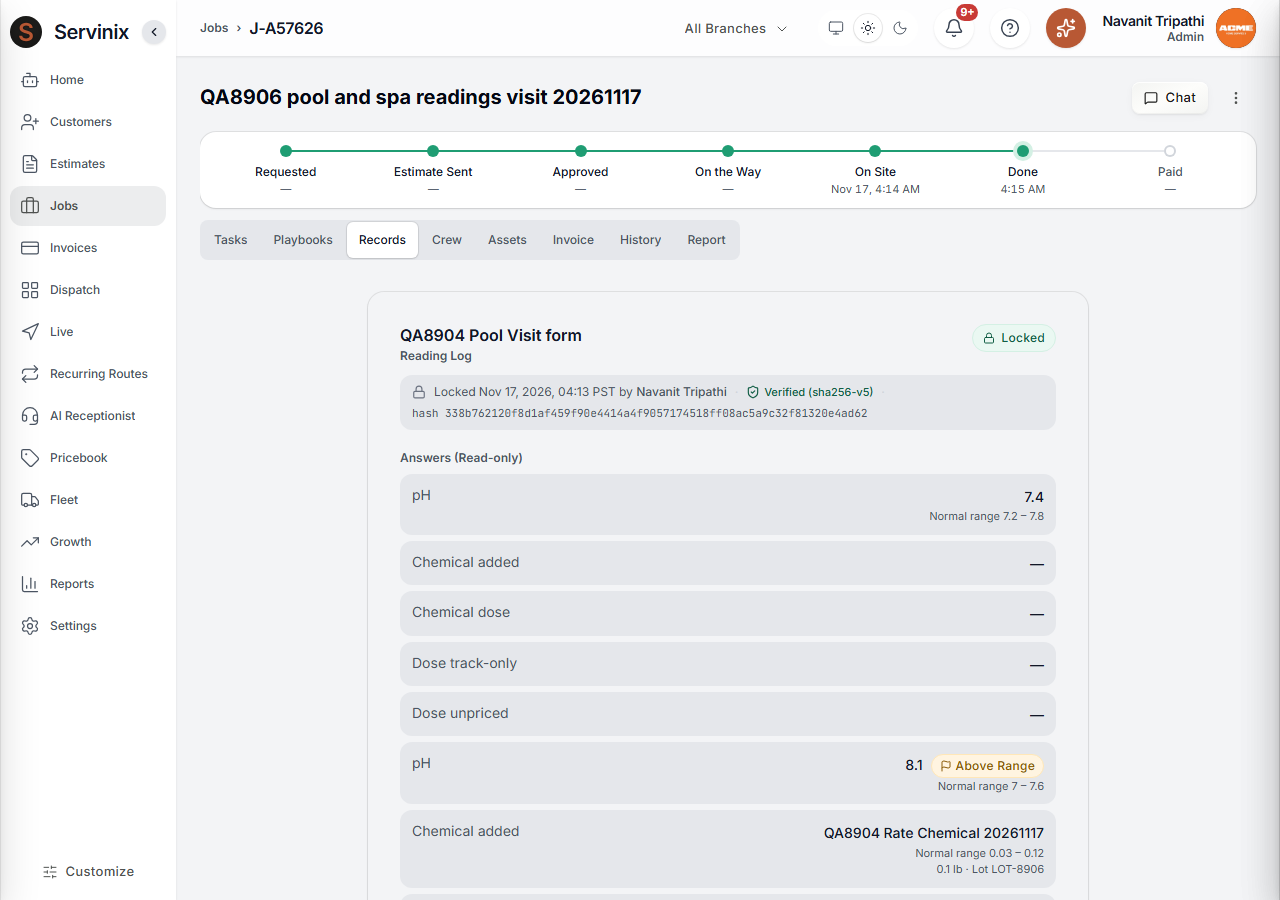 S
Servinix
Home
Customers
Estimates
Jobs
Invoices
Dispatch
Live
Recurring Routes
AI Receptionist
Pricebook
Fleet
Growth
Reports
Settings
Customize
Jobs › J-A57626
All Branches
9+
Navanit Tripathi
Admin
ACME
QA8906 pool and spa readings visit 20261117
Chat
Requested
—
Estimate Sent
—
Approved
—
On the Way
—
On Site
Nov 17, 4:14 AM
Done
4:15 AM
Paid
—
Tasks
Playbooks
Records
Crew
Assets
Invoice
History
Report
QA8904 Pool Visit form
Reading Log
Locked
Locked Nov 17, 2026, 04:13 PST by Navanit Tripathi · Verified (sha256-v5) ·
hash 338b762120f8d1af459f90e4414a4f9057174518ff08ac5a9c32f81320e4ad62
Answers (Read-only)
pH
7.4
Normal range 7.2 – 7.8
Chemical added
—
Chemical dose
—
Dose track-only
—
Dose unpriced
—
pH
8.1 Above Range
Normal range 7 – 7.6
Chemical added
QA8904 Rate Chemical 20261117
Normal range 0.03 – 0.12
0.1 lb · Lot LOT-8906